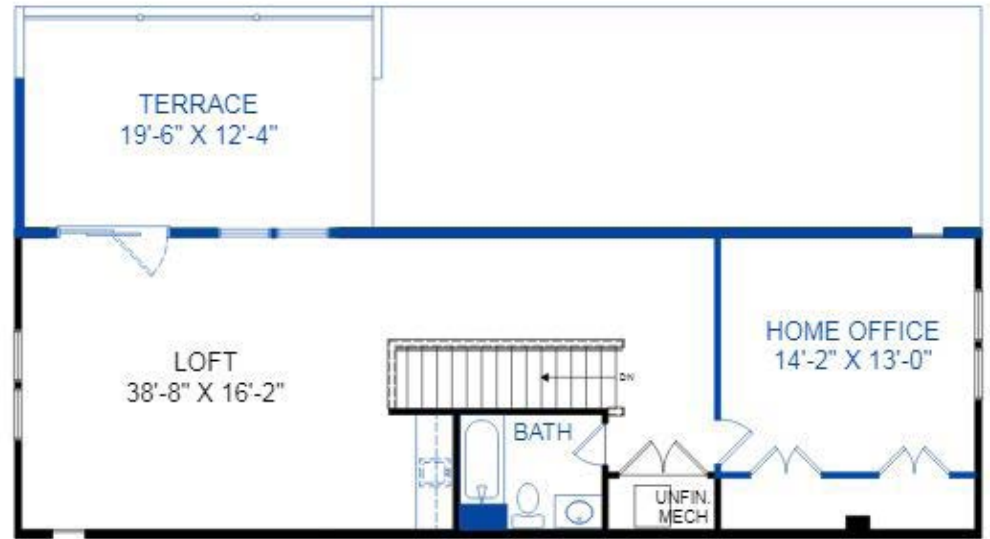 TERRACE
19'-6" X 12'-4"
LOFT
38'-8" X 16'-2"
DN
HOME OFFICE
14'-2" X 13'-0"
BATH
UNFIN.
MECH